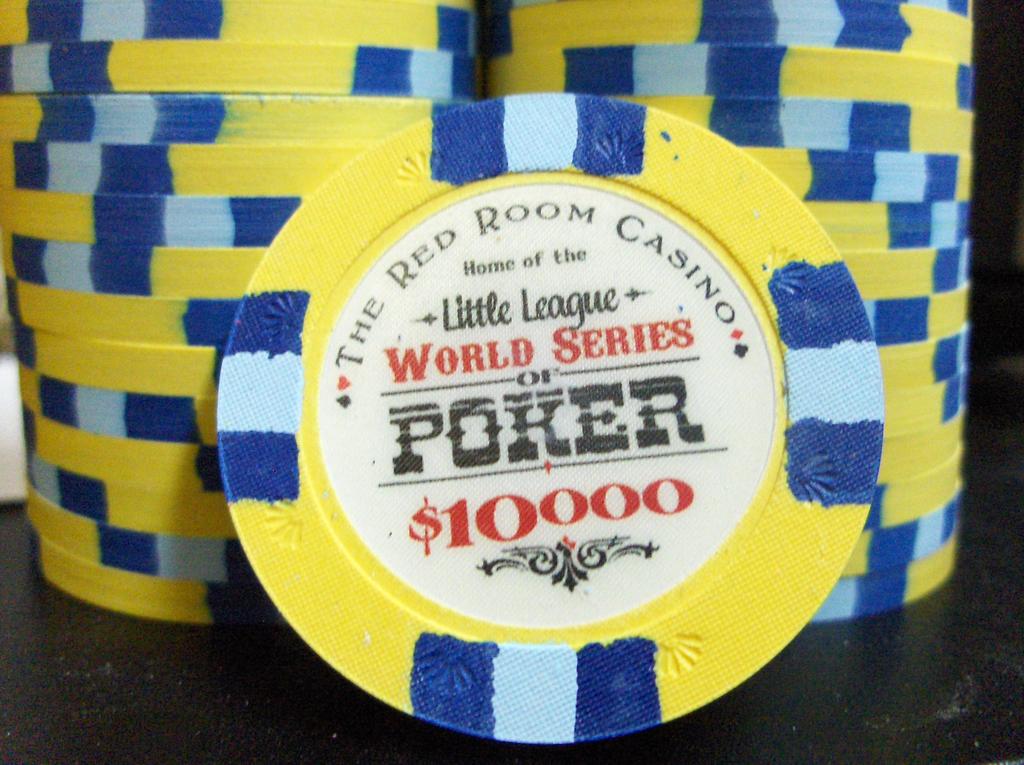 THE RED ROOM CASINO
Home of the
Little League
WORLD SERIES
OF
POKER
$10000